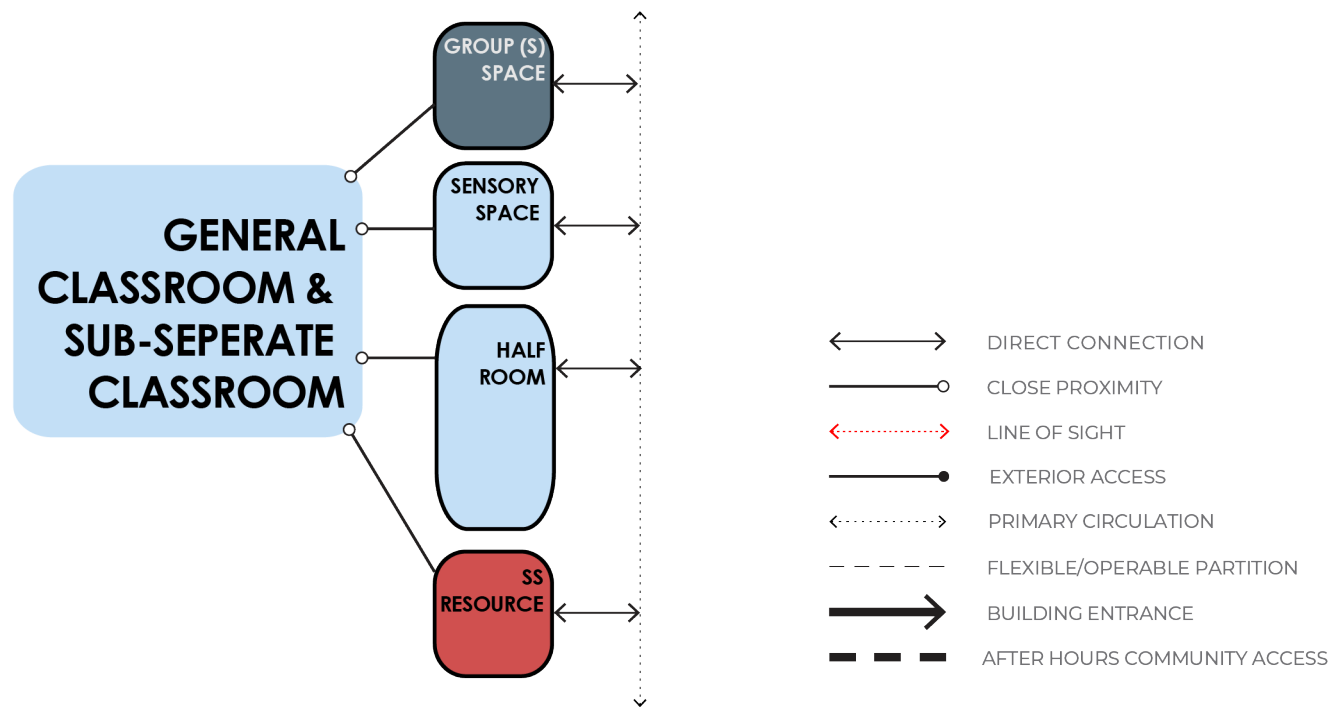 GROUP (S)
SPACE
SENSORY
SPACE
GENERAL
CLASSROOM &
SUB-SEPERATE
CLASSROOM
HALF
ROOM
SS
RESOURCE
DIRECT CONNECTION
CLOSE PROXIMITY
LINE OF SIGHT
EXTERIOR ACCESS
PRIMARY CIRCULATION
FLEXIBLE/OPERABLE PARTITION
BUILDING ENTRANCE
AFTER HOURS COMMUNITY ACCESS